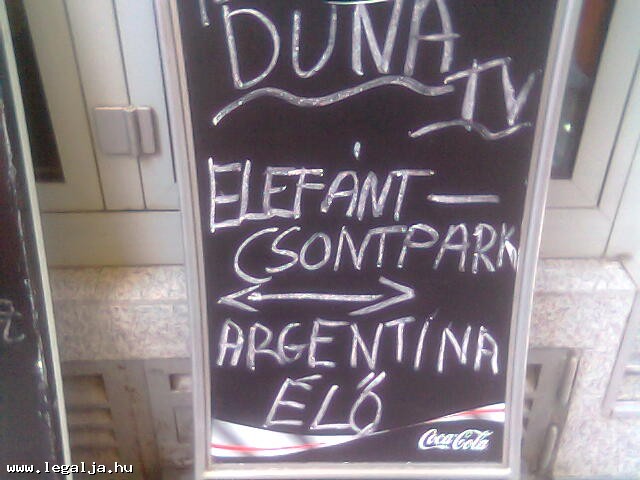 DUNA
TV
ELEFÁNT—
CSONTPARK
↔
ARGENTÍNA
ÉLŐ
Coca-Cola
www.legalja.hu